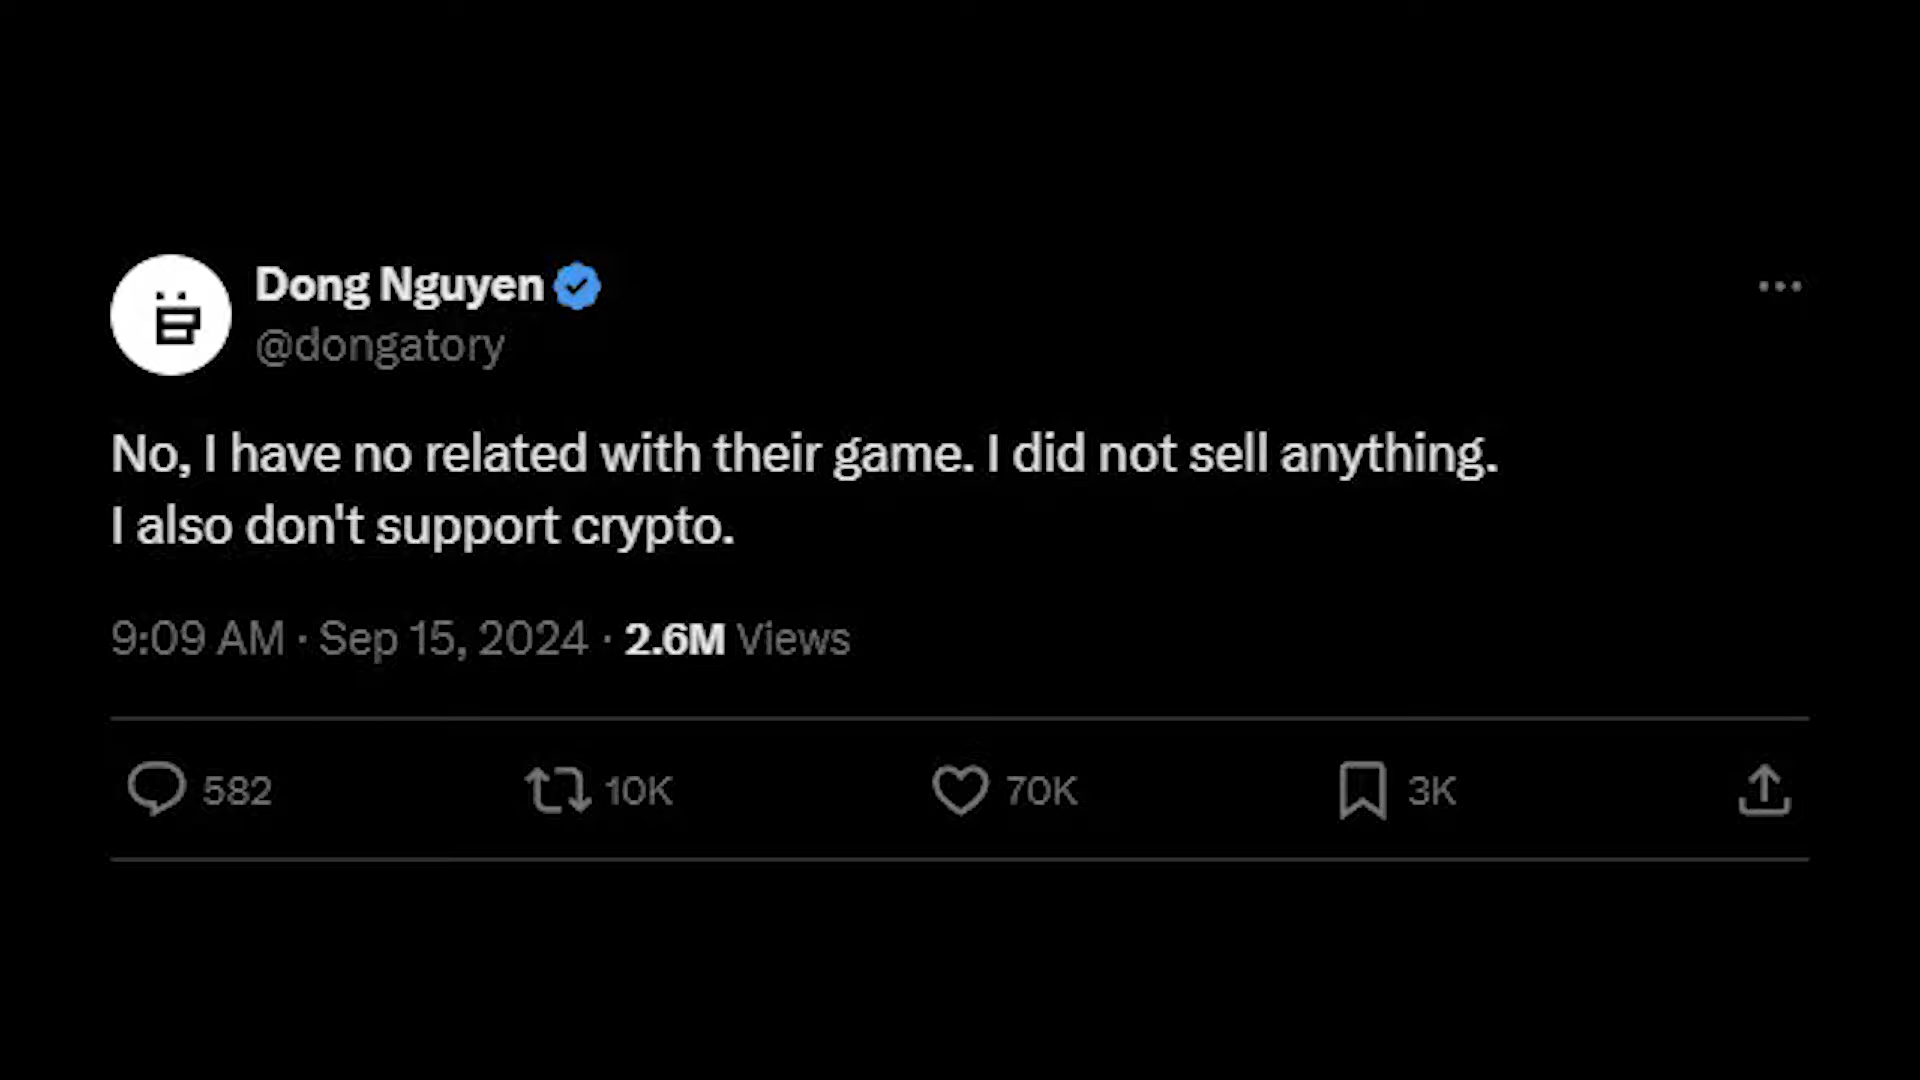 Dong Nguyen
@dongatory
No, I have no related with their game. I did not sell anything.
I also don't support crypto.
9:09 AM · Sep 15, 2024 · 2.6M Views
582 10K 70K 3K